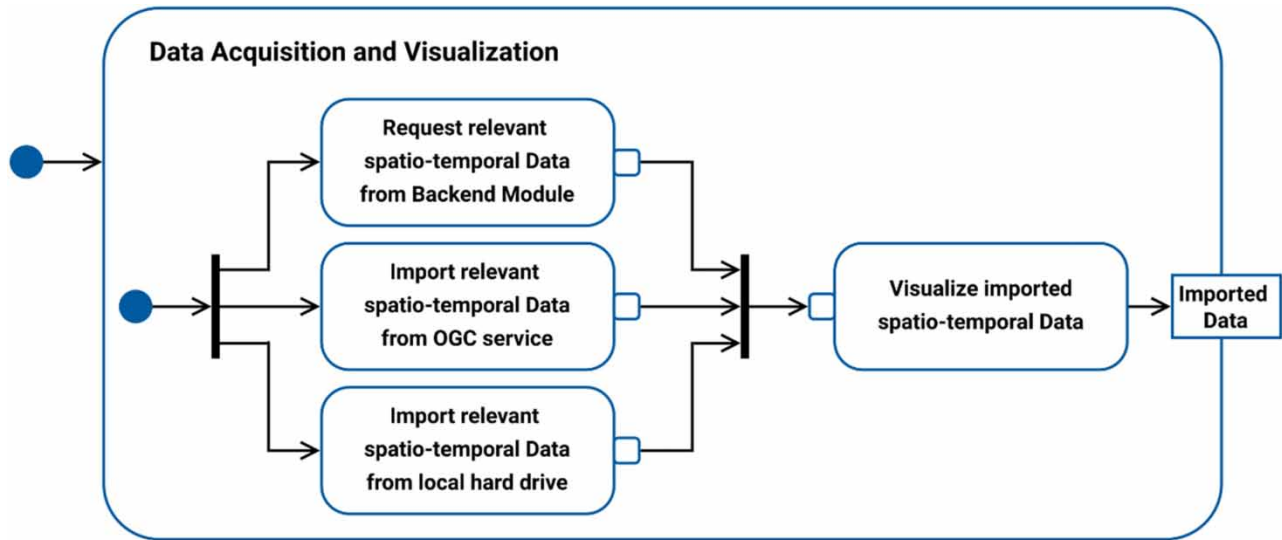 Data Acquisition and Visualization
Request relevant
spatio-temporal Data
from Backend Module
Import relevant
spatio-temporal Data
from OGC service
Import relevant
spatio-temporal Data
from local hard drive
Visualize imported
spatio-temporal Data
Imported
Data